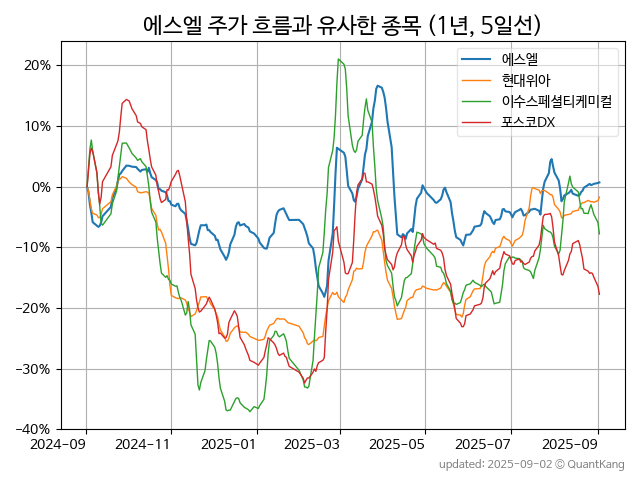 에스엘 주가 흐름과 유사한 종목 (1년, 5일선)
에스엘
현대위아
이수스페셜티케미컬
포스코DX
20%
10%
0%
−10%
−20%
−30%
−40%
2024-09 2024-11 2025-01 2025-03 2025-05 2025-07 2025-09
updated: 2025-09-02 © QuantKang